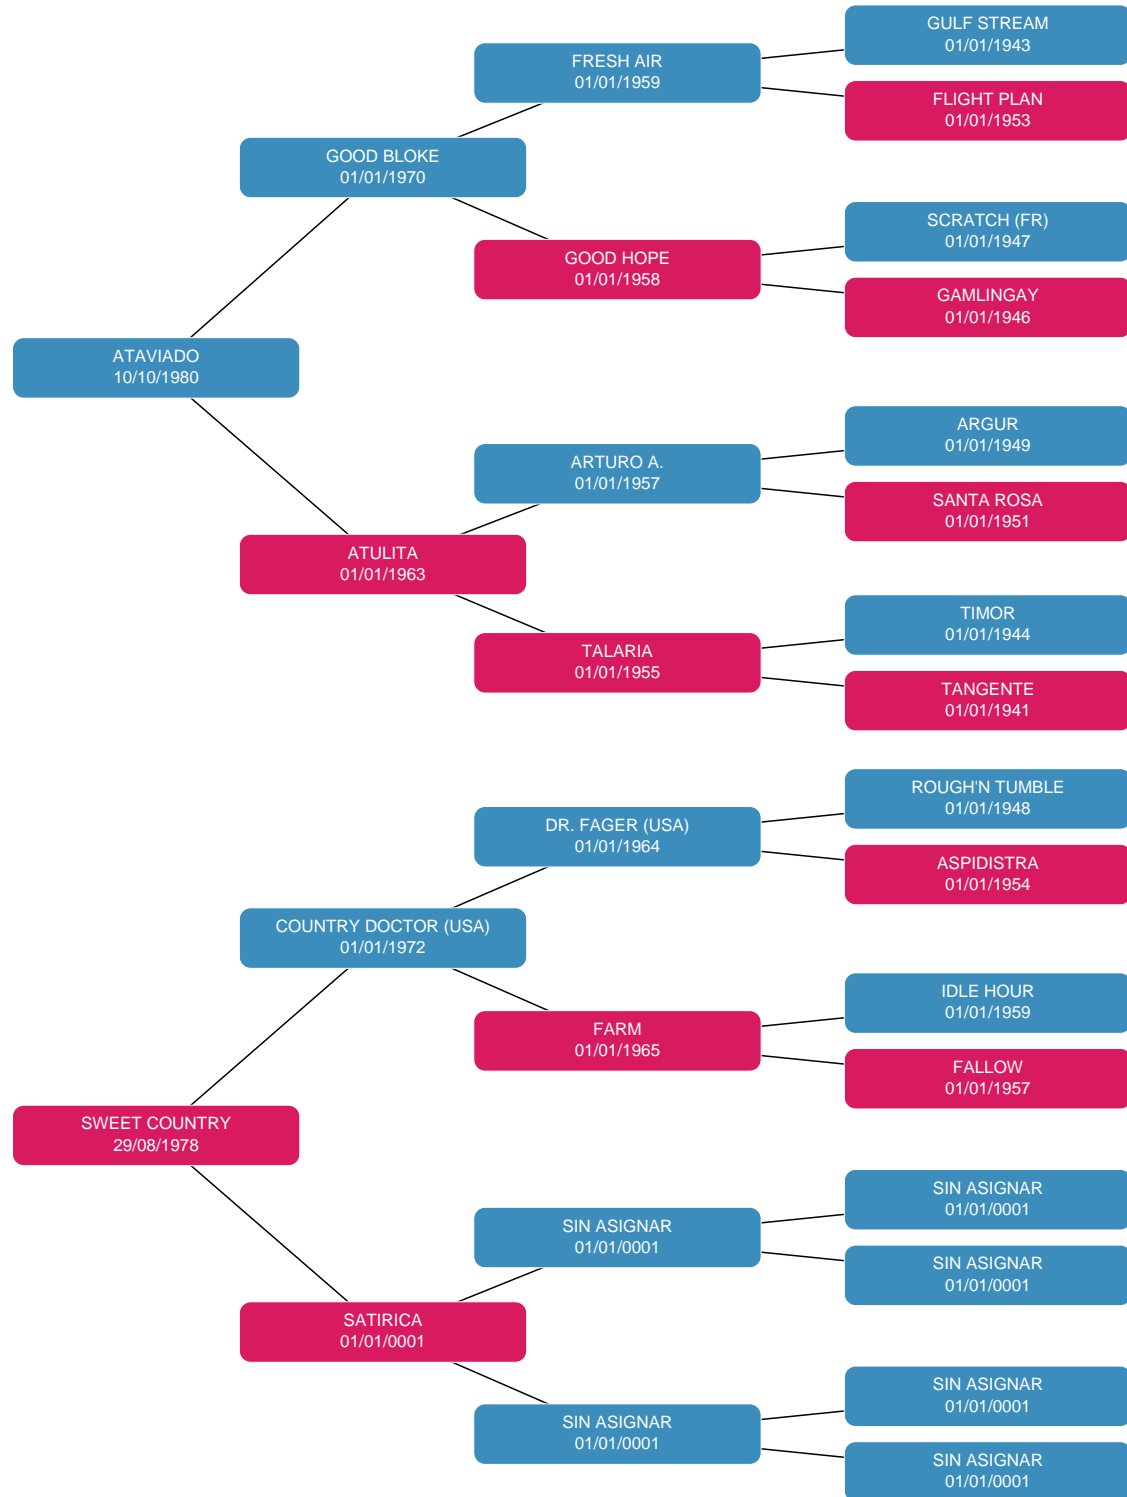 GULF STREAM
01/01/1943
FRESH AIR
01/01/1959
FLIGHT PLAN
01/01/1953
GOOD BLOKE
01/01/1970
SCRATCH (FR)
01/01/1947
GOOD HOPE
01/01/1958
GAMLINGAY
01/01/1946
ATAVIADO
10/10/1980
ARGUR
01/01/1949
ARTURO A.
01/01/1957
SANTA ROSA
01/01/1951
ATULITA
01/01/1963
TIMOR
01/01/1944
TALARIA
01/01/1955
TANGENTE
01/01/1941
ROUGH'N TUMBLE
01/01/1948
DR. FAGER (USA)
01/01/1964
ASPIDISTRA
01/01/1954
COUNTRY DOCTOR (USA)
01/01/1972
IDLE HOUR
01/01/1959
FARM
01/01/1965
FALLOW
01/01/1957
SWEET COUNTRY
29/08/1978
SIN ASIGNAR
01/01/0001
SIN ASIGNAR
01/01/0001
SIN ASIGNAR
01/01/0001
SATIRICA
01/01/0001
SIN ASIGNAR
01/01/0001
SIN ASIGNAR
01/01/0001
SIN ASIGNAR
01/01/0001